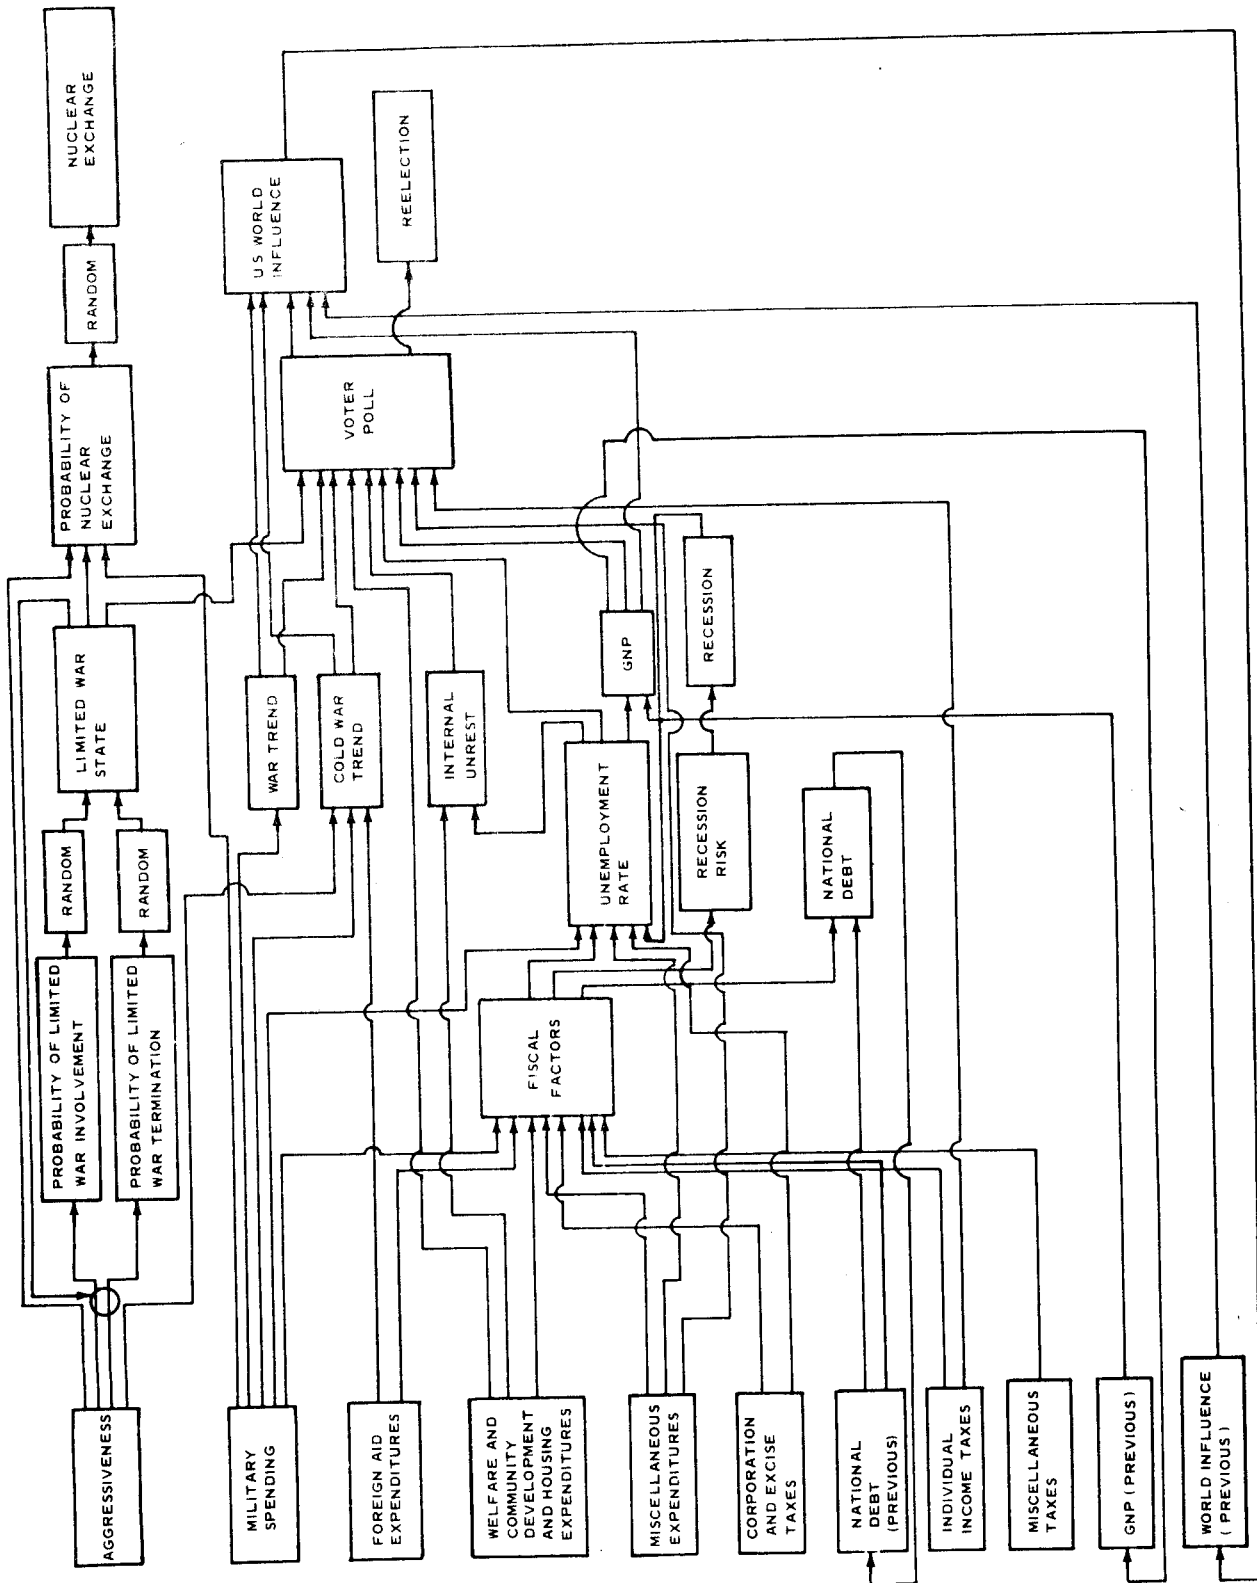 AGGRESSIVENESS
MILITARY
SPENDING
FOREIGN AID
EXPENDITURES
WELFARE AND
COMMUNITY
DEVELOPMENT
AND HOUSING
EXPENDITURES
MISCELLANEOUS
EXPENDITURES
CORPORATION
AND EXCISE
TAXES
NATIONAL
DEBT
(PREVIOUS)
INDIVIDUAL
INCOME TAXES
MISCELLANEOUS
TAXES
GNP (PREVIOUS)
WORLD INFLUENCE
(PREVIOUS)
PROBABILITY OF LIMITED
WAR INVOLVEMENT
PROBABILITY OF LIMITED
WAR TERMINATION
FISCAL
FACTORS
RANDOM
RANDOM
LIMITED WAR
STATE
WAR TREND
COLD WAR
TREND
INTERNAL
UNREST
UNEMPLOYMENT
RATE
RECESSION
RISK
NATIONAL
DEBT
GNP
RECESSION
PROBABILITY OF
NUCLEAR
EXCHANGE
VOTER
POLL
RANDOM
US WORLD
INFLUENCE
REELECTION
NUCLEAR
EXCHANGE